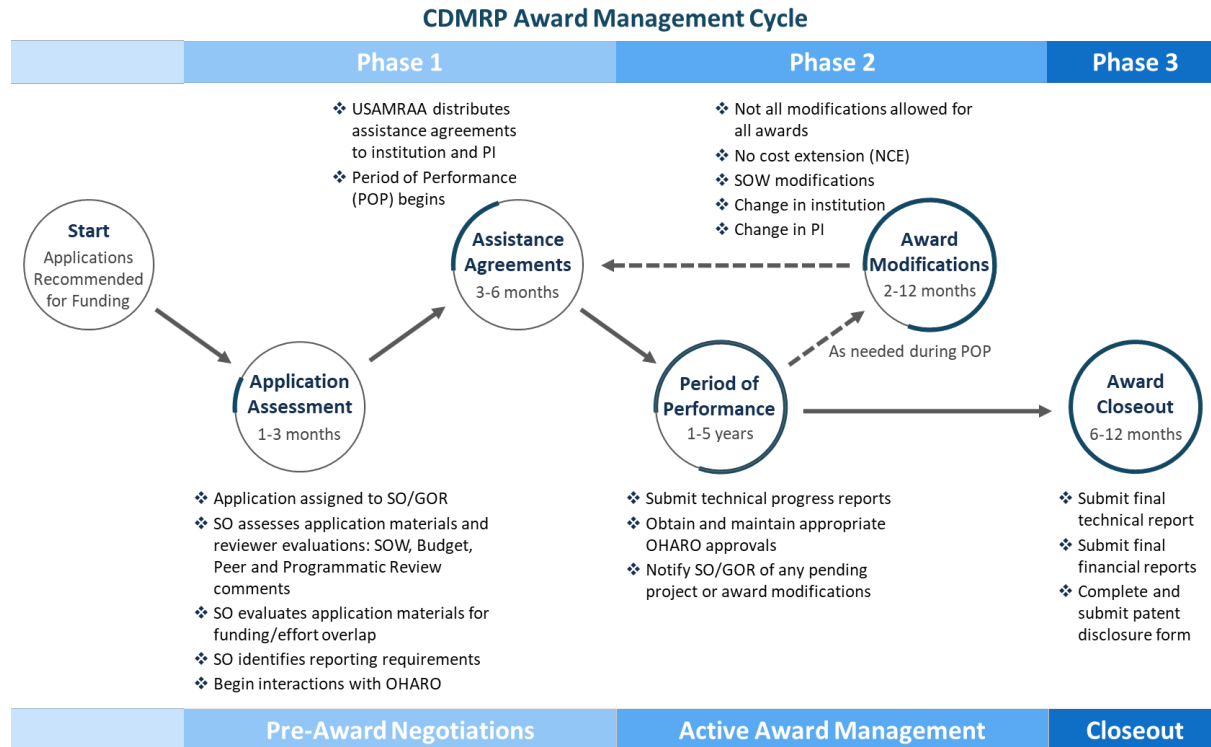 CDMRP Award Management Cycle
Phase 1
Phase 2
Phase 3
❖ USAMRAA distributes
assistance agreements
to institution and PI
❖ Period of Performance
(POP) begins
❖ Not all modifications allowed for
all awards
❖ No cost extension (NCE)
❖ SOW modifications
❖ Change in institution
❖ Change in PI
Start
Applications
Recommended
for Funding
Assistance
Agreements
3-6 months
Award
Modifications
2-12 months
As needed during POP
Application
Assessment
1-3 months
Period of
Performance
1-5 years
Award
Closeout
6-12 months
❖ Application assigned to SO/GOR
❖ SO assesses application materials and
reviewer evaluations: SOW, Budget,
Peer and Programmatic Review
comments
❖ SO evaluates application materials for
funding/effort overlap
❖ SO identifies reporting requirements
❖ Begin interactions with OHARO
❖ Submit technical progress reports
❖ Obtain and maintain appropriate
OHARO approvals
❖ Notify SO/GOR of any pending
project or award modifications
❖ Submit final
technical report
❖ Submit final
financial reports
❖ Complete and
submit patent
disclosure form
Pre-Award Negotiations
Active Award Management
Closeout